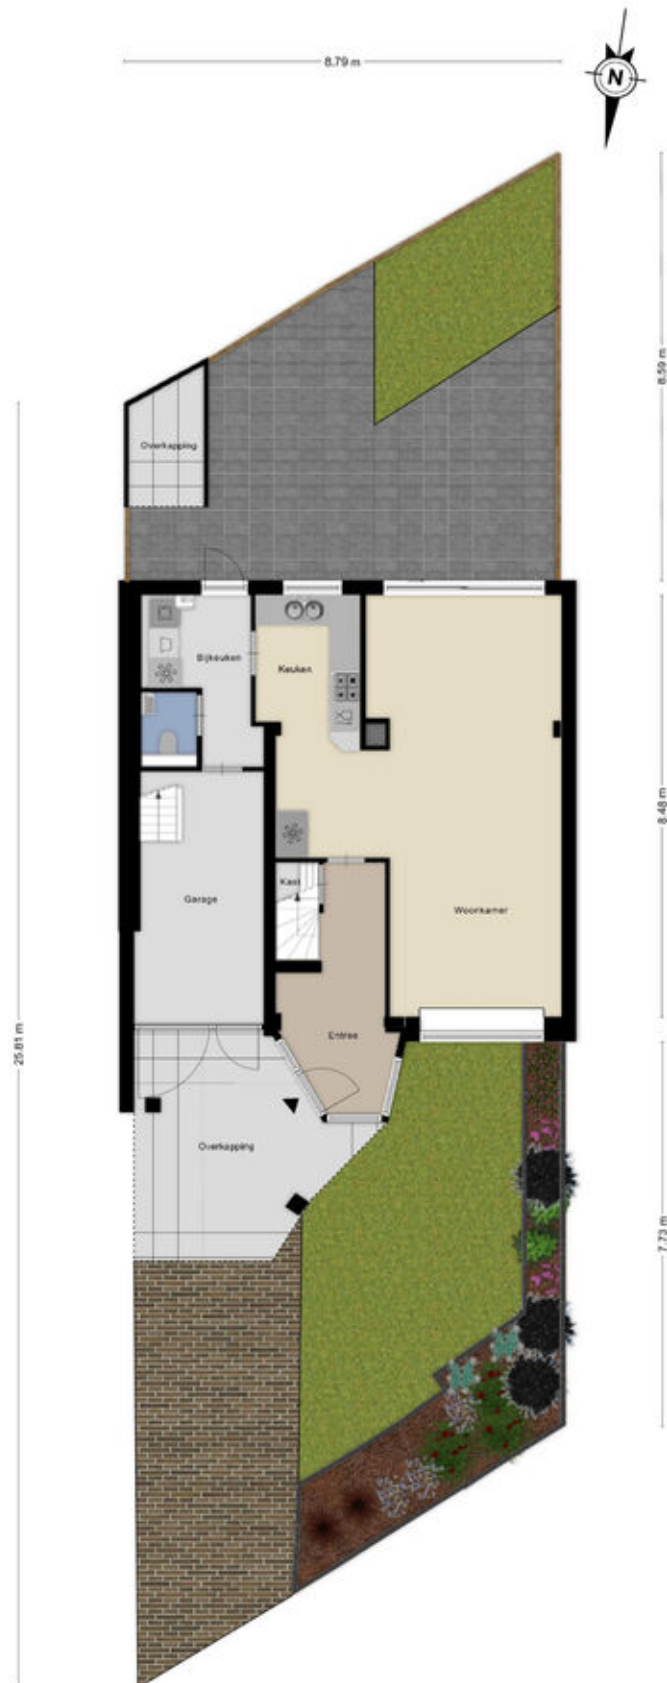 8.79 m
N
8.59 m
Overkapping
Bijkeuken
Keuken
8.48 m
Kast
Garage
Woonkamer
Entree
25.81 m
Overkapping
7.73 m